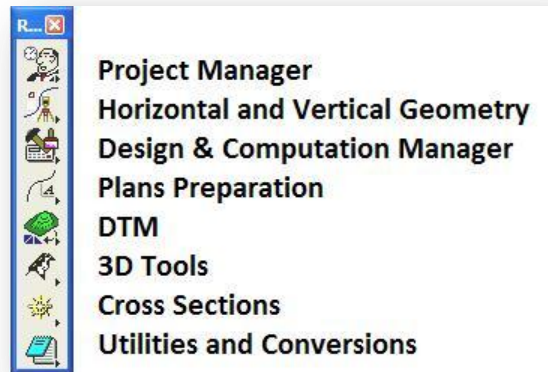 R...
Project Manager
Horizontal and Vertical Geometry
Design & Computation Manager
Plans Preparation
DTM
3D Tools
Cross Sections
Utilities and Conversions